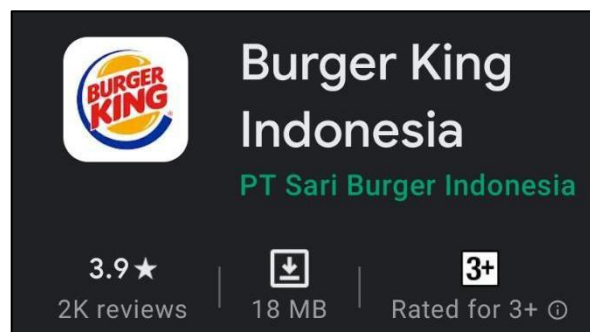 BURGER
KING
Burger King
Indonesia
PT Sari Burger Indonesia
3.9★
3+
2K reviews
18 MB
Rated for 3+